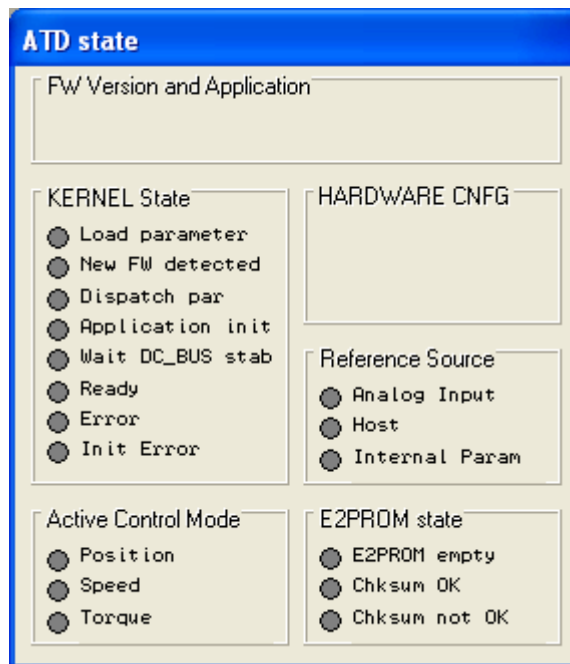 ATD state
FW Version and Application
KERNEL State
Load parameter
New FW detected
Dispatch par
Application init
Wait DC_BUS stab
Ready
Error
Init Error
HARDWARE CNFG
Reference Source
Analog Input
Host
Internal Param
Active Control Mode
Position
Speed
Torque
E2PROM state
E2PROM empty
Chksum OK
Chksum not OK